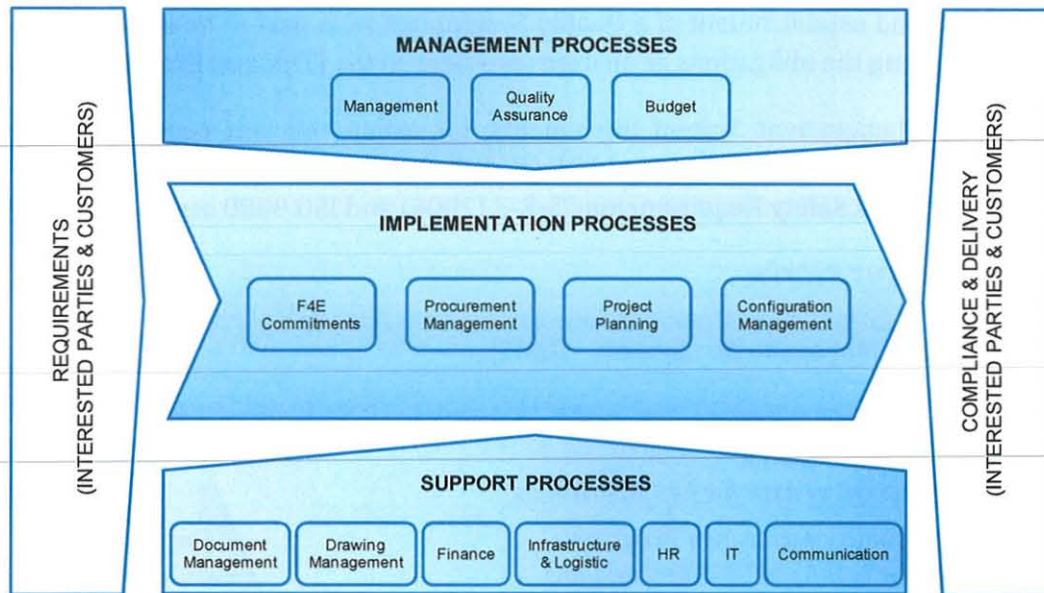 MANAGEMENT PROCESSES
Management
Quality
Assurance
Budget
REQUIREMENTS
(INTERESTED PARTIES & CUSTOMERS)
IMPLEMENTATION PROCESSES
F4E
Commitments
Procurement
Management
Project
Planning
Configuration
Management
COMPLIANCE & DELIVERY
(INTERESTED PARTIES & CUSTOMERS)
SUPPORT PROCESSES
Document
Management
Drawing
Management
Finance
Infrastructure
& Logistic
HR
IT
Communication